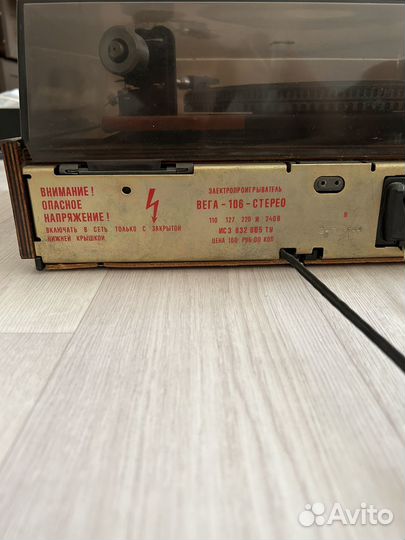 ВНИМАНИЕ!
ОПАСНОЕ
НАПРЯЖЕНИЕ!
ВКЛЮЧАТЬ В СЕТЬ ТОЛЬКО С ЗАКРЫТОЙ
НИЖНЕЙ КРЫШКОЙ.
ЭЛЕКТРОПРОИГРЫВАТЕЛЬ
ВЕГА-106-СТЕРЕО
110 127 220 И 240В
ЦЕНА 160 РУБ 00 КОП
Avito